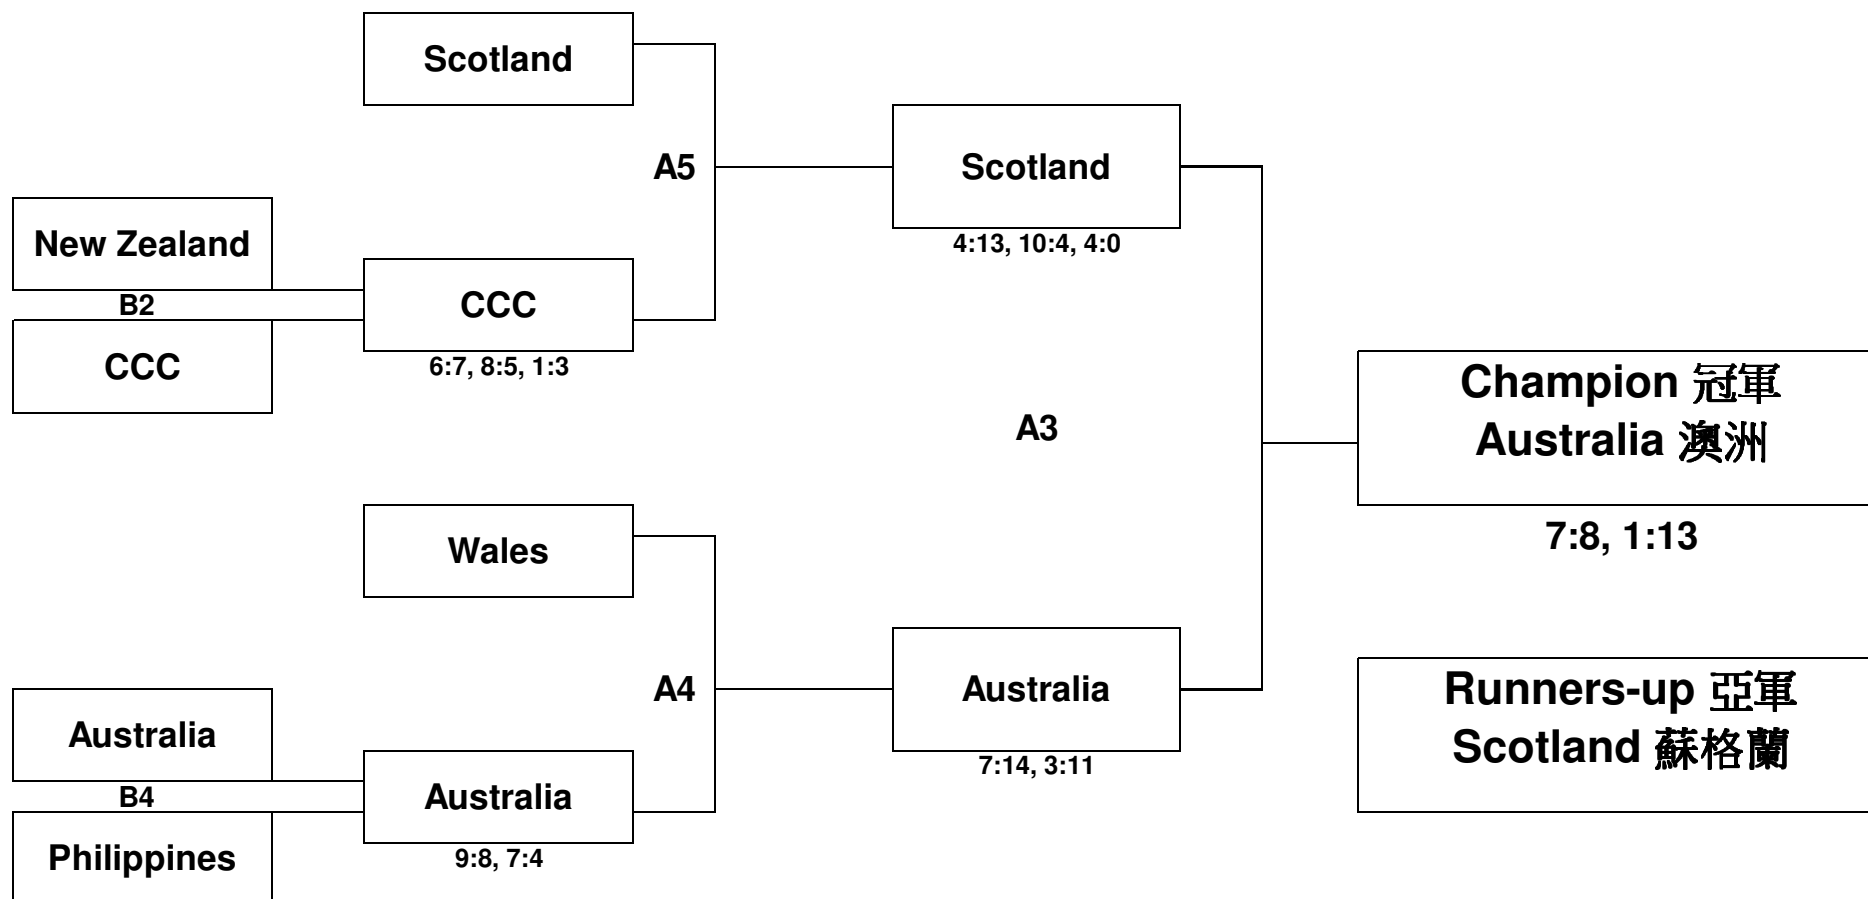 Scotland
A5
Scotland
4:13, 10:4, 4:0
New Zealand
B2
CCC
CCC
6:7, 8:5, 1:3
A3
Champion 冠軍
Australia 澳洲
7:8, 1:13
Wales
A4
Australia
7:14, 3:11
Runners-up 亞軍
Scotland 蘇格蘭
Australia
B4
Philippines
Australia
9:8, 7:4